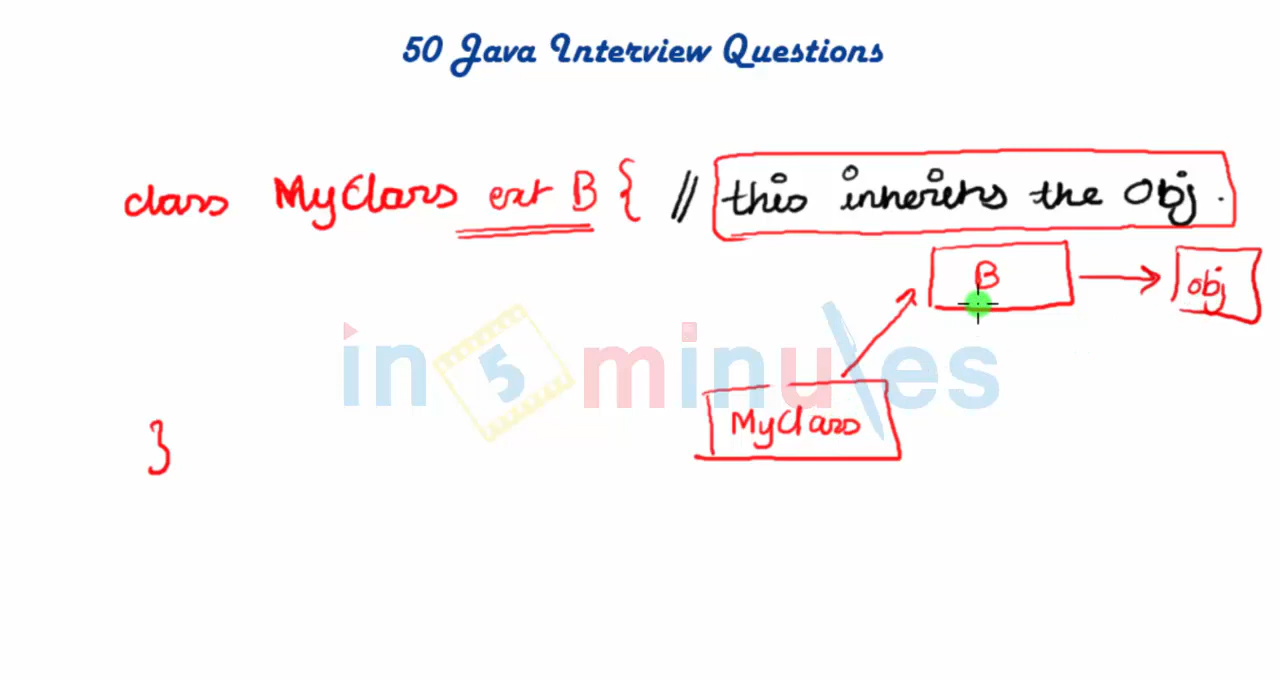 50 Java Interview Questions
class MyClass ext B { // this inherits the Obj.
B
obj
in 5 minutes
MyClass
}